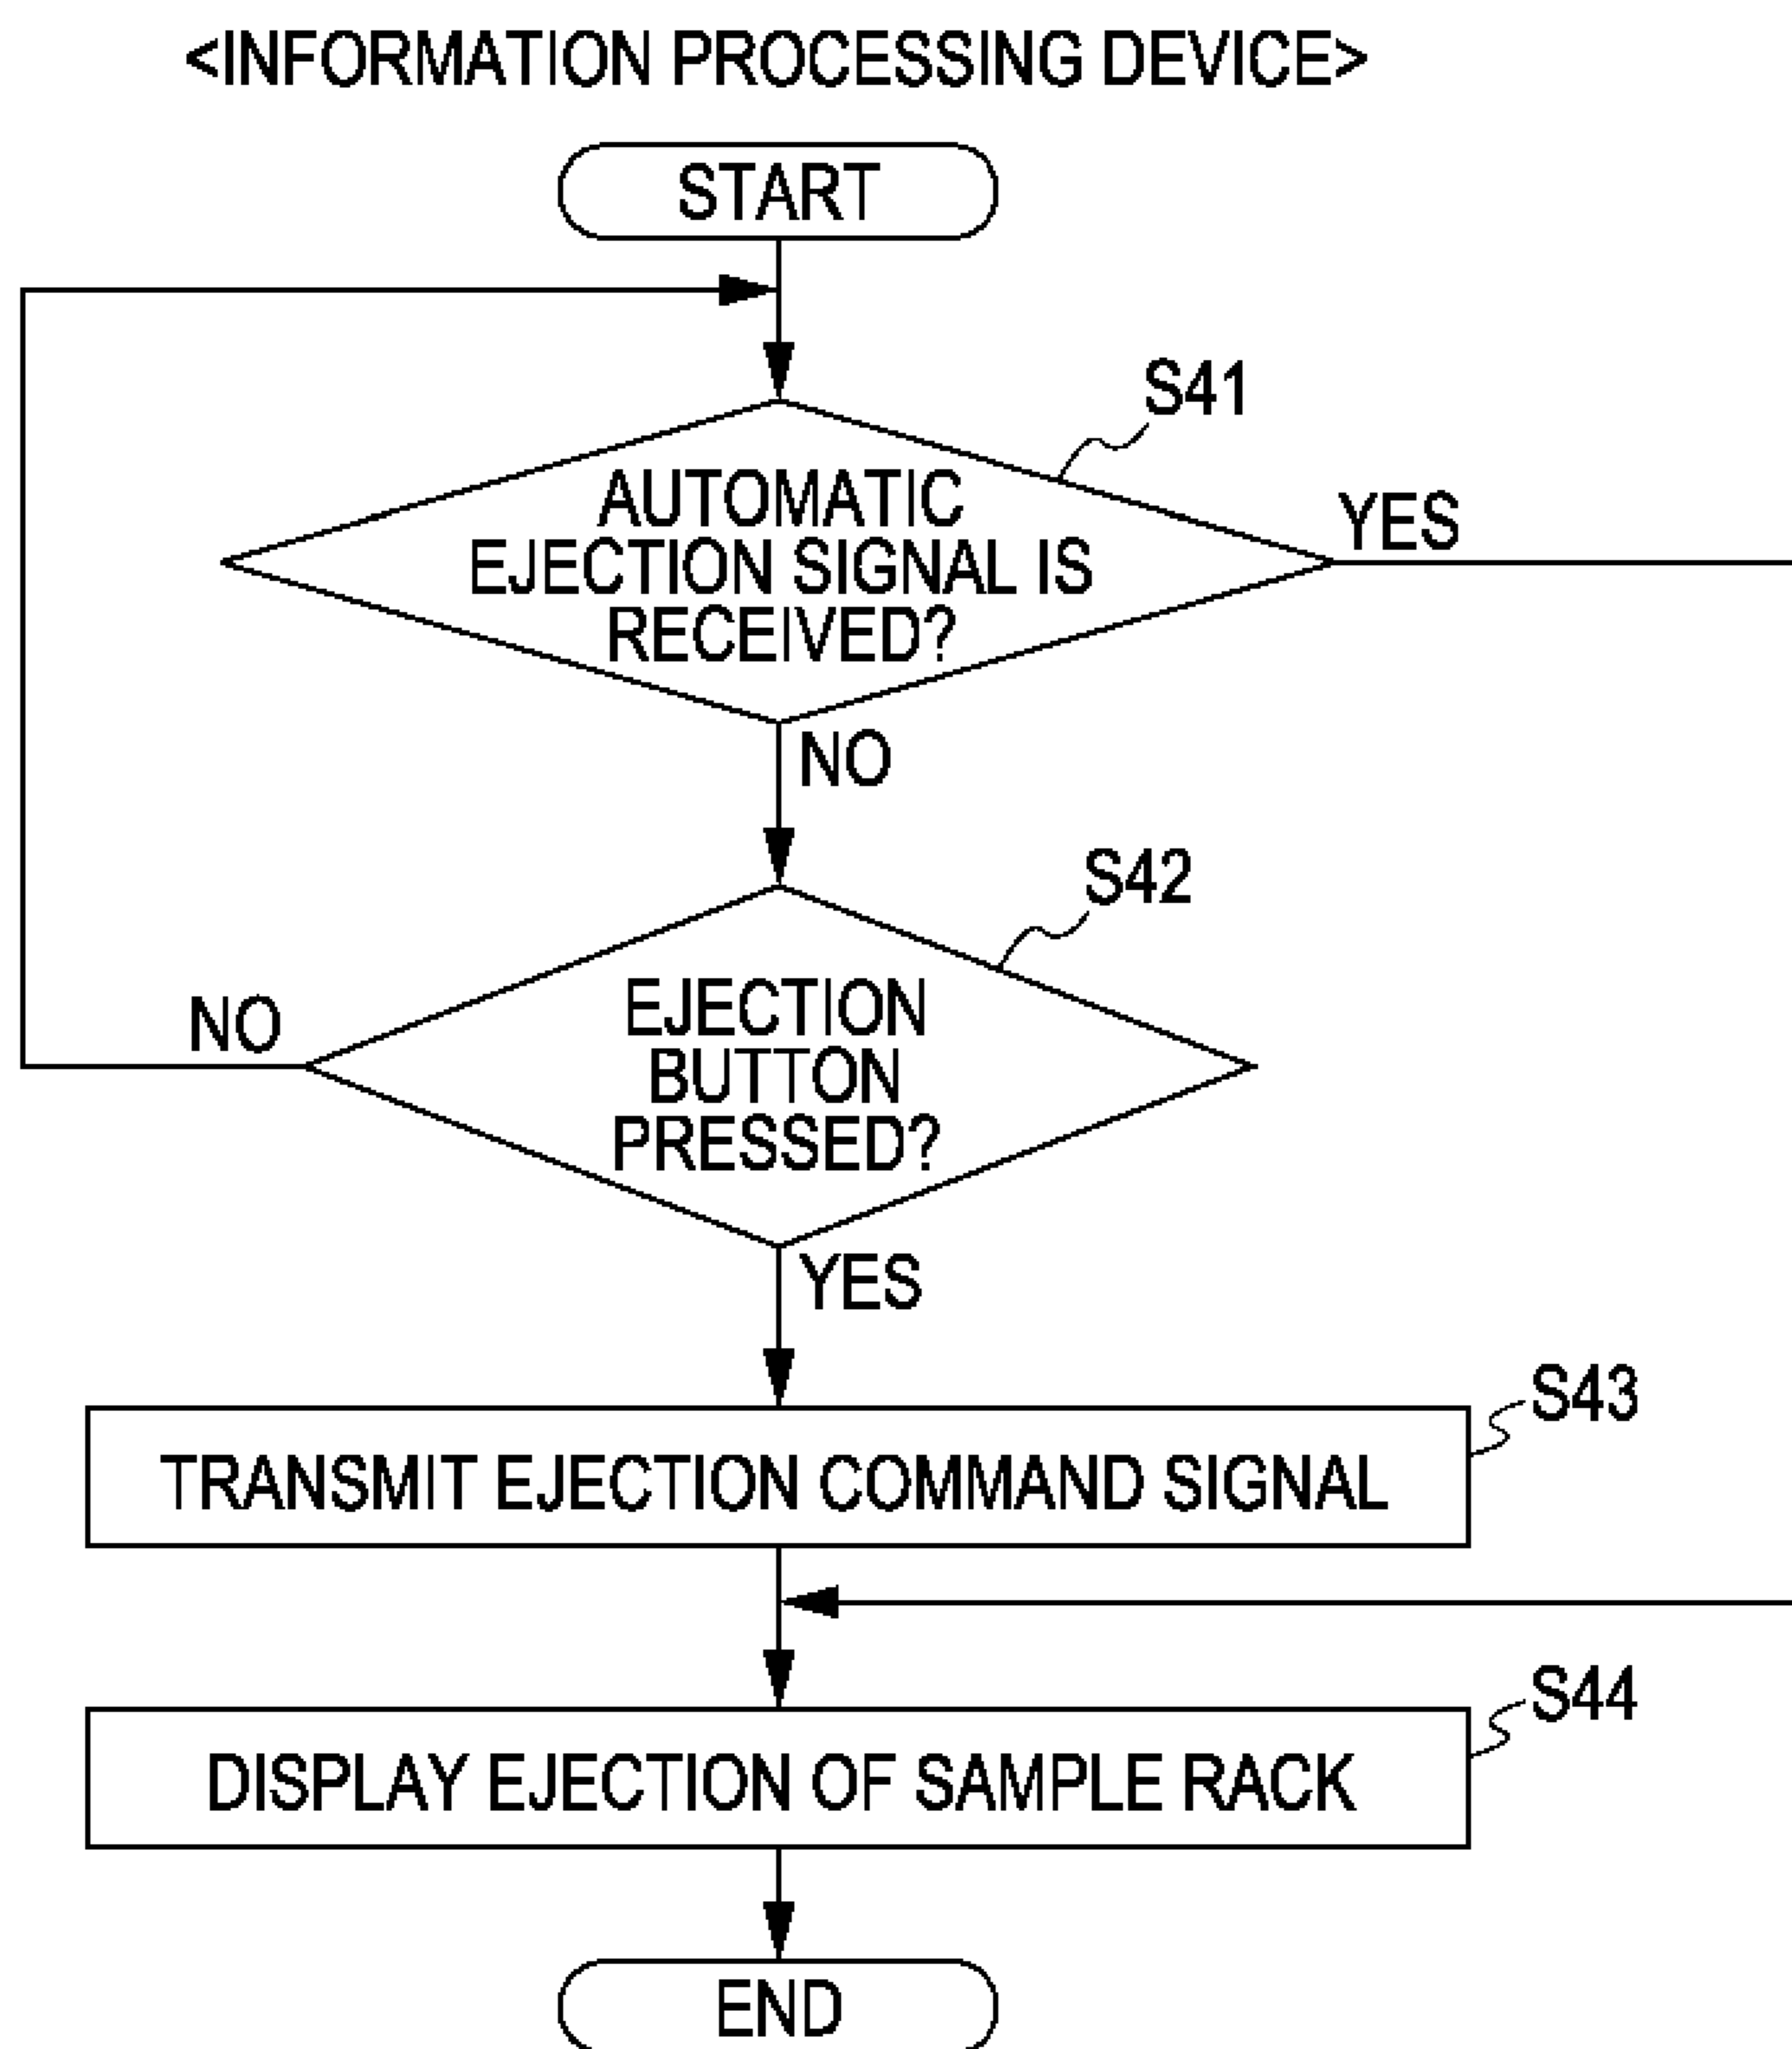 <INFORMATION PROCESSING DEVICE>
START
S41
AUTOMATIC
EJECTION SIGNAL IS
RECEIVED?
YES
NO
S42
EJECTION
BUTTON
PRESSED?
NO
YES
S43
TRANSMIT EJECTION COMMAND SIGNAL
S44
DISPLAY EJECTION OF SAMPLE RACK
END